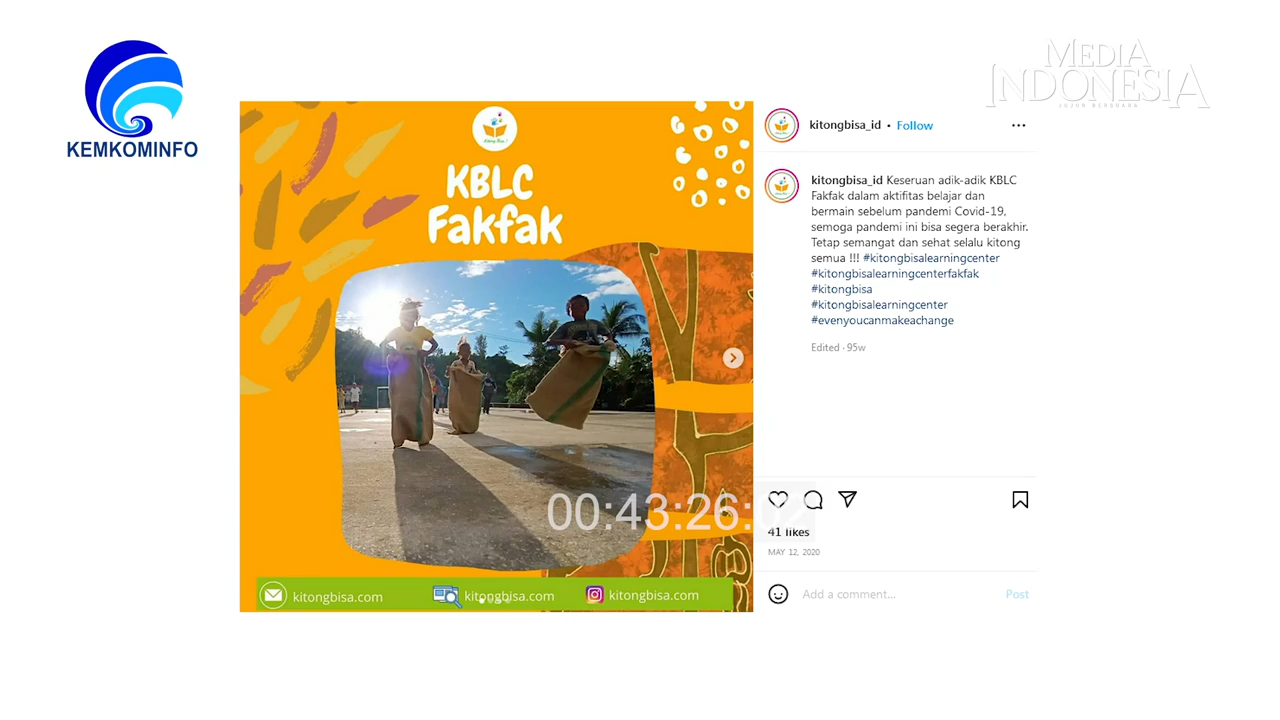 KEMKOMINFO
MEDIA
INDONESIA
JUJUR BERSUARA
KBLC
Fakfak
kitongbisa.com
kitongbisa.com
kitongbisa.com
00:43:26:02
kitongbisa_id • Follow
kitongbisa_id Keseruan adik-adik KBLC
Fakfak dalam aktifitas belajar dan
bermain sebelum pandemi Covid-19,
semoga pandemi ini bisa segera berakhir.
Tetap semangat dan sehat selalu kitong
semua !!! #kitongbisalearningcenter
#kitongbisalearningcenterfakfak
#kitongbisa
#kitongbisalearningcenter
#evenyoucanmakeachange
Edited · 95w
41 likes
MAY 12, 2020
Add a comment...
Post